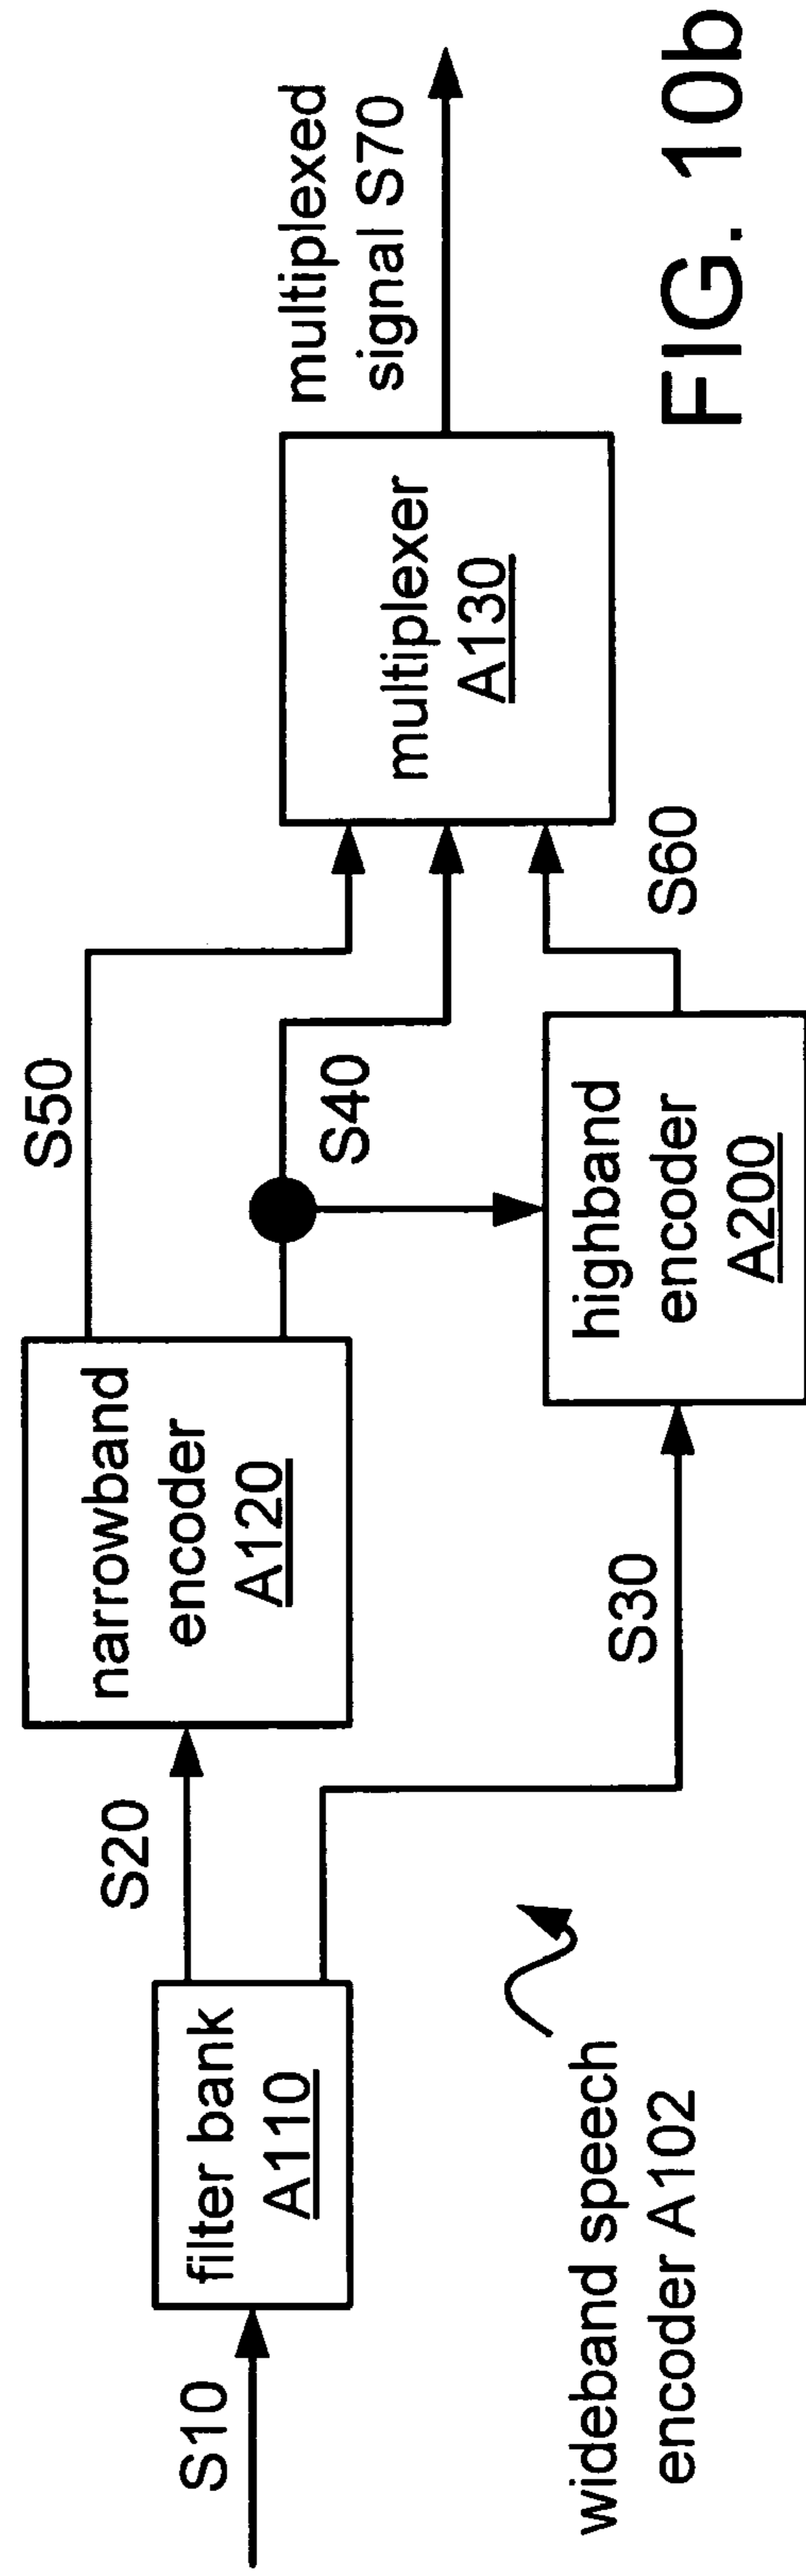 S10
filter bank
A110
S20
narrowband
encoder
A120
S50
S40
S30
highband
encoder
A200
S60
multiplexer
A130
multiplexed
signal S70
wideband speech
encoder A102
FIG. 10b